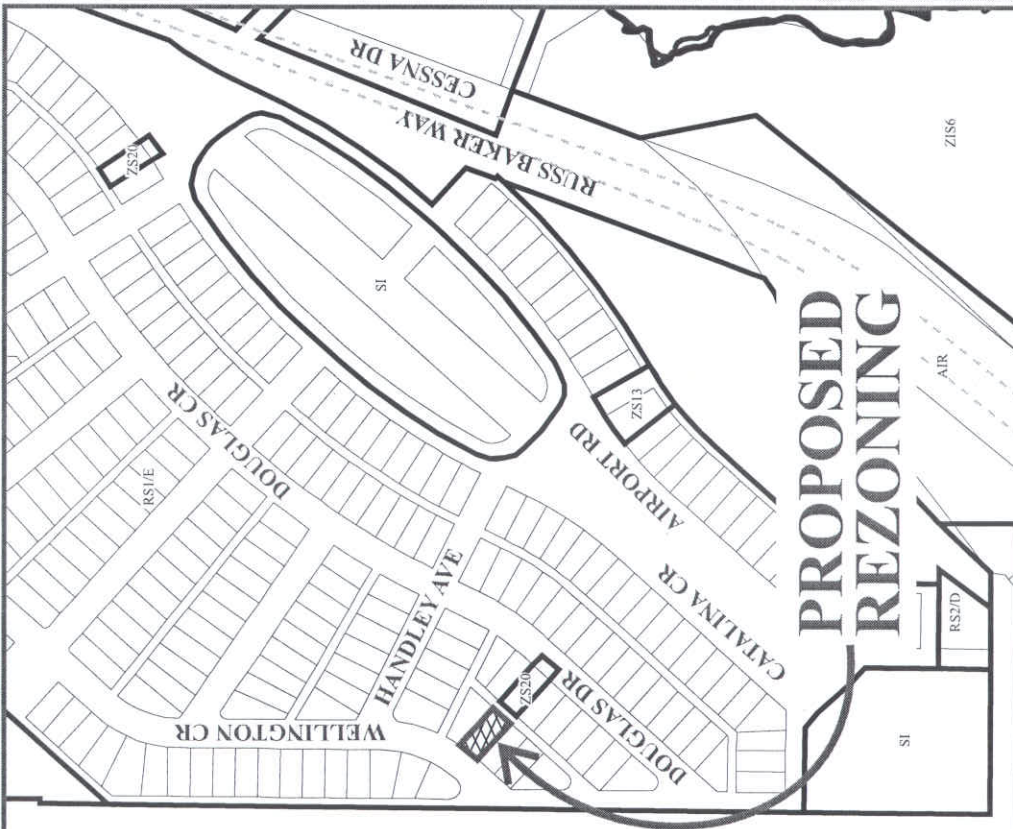 CESSNA DR
RUSS BAKER WAY
ZIS6
ZS20
SI
DOUGLAS CR
RS1/E
ZS13
AIRPORT RD
AIR
PROPOSED
REZONING
HANDLEY AVE
CATALINA CR
RS2/D
ZS20
DOUGLAS DR
WELLINGTON CR
SI